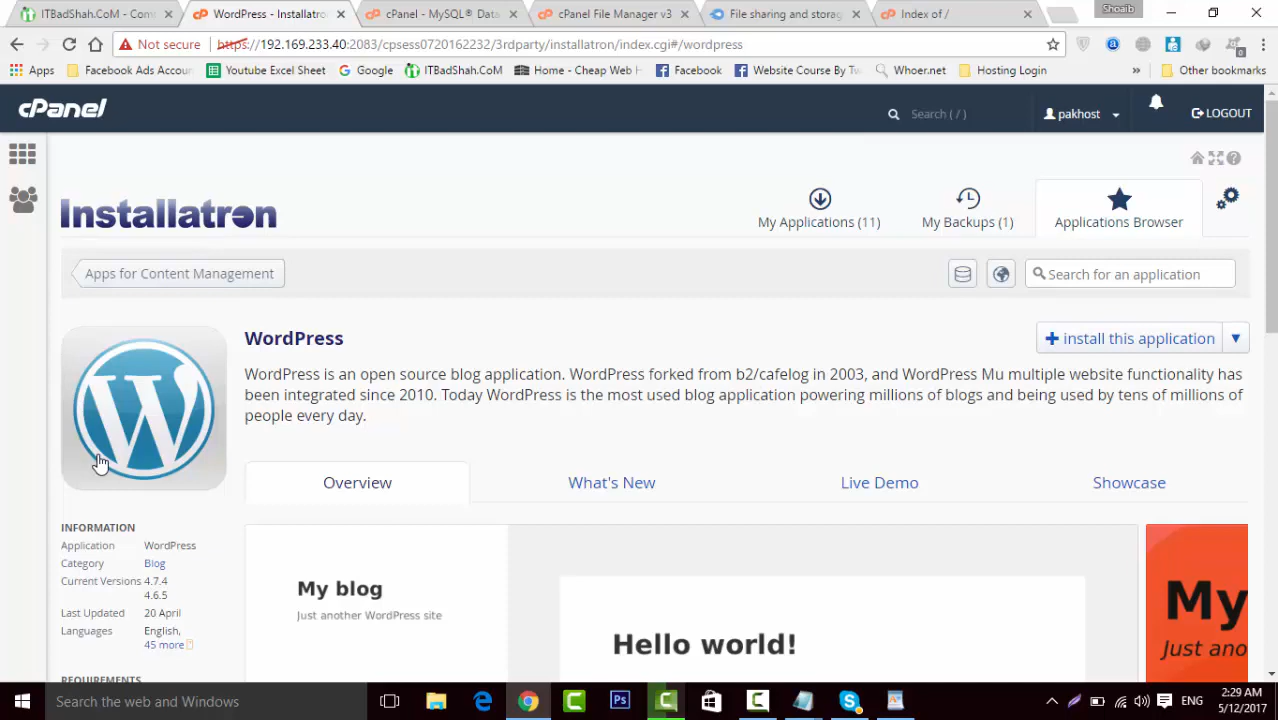 ITBadShah.CoM - Com
WordPress - Installatro
cPanel - MySQL® Data
cPanel File Manager v3
File sharing and storag
Index of /
Shoaib
Not secure
https://192.169.233.40:2083/cpsess0720162232/3rdparty/installatron/index.cgi#/wordpress
Apps
Facebook Ads Accoun
Youtube Excel Sheet
Google
ITBadShah.CoM
Home - Cheap Web H
Facebook
Website Course By Tw
Whoer.net
Hosting Login
»
Other bookmarks
cPanel
Search ( / )
pakhost
LOGOUT
Installatron
My Applications (11)
My Backups (1)
Applications Browser
Apps for Content Management
Search for an application
WordPress
+ install this application
WordPress is an open source blog application. WordPress forked from b2/cafelog in 2003, and WordPress Mu multiple website functionality has
been integrated since 2010. Today WordPress is the most used blog application powering millions of blogs and being used by tens of millions of
people every day.
Overview
What's New
Live Demo
Showcase
INFORMATION
Application WordPress
Category Blog
Current Versions 4.7.4
4.6.5
Last Updated 20 April
Languages English,
45 more
REQUIREMENTS
My blog
Just another WordPress site
Hello world!
My
Just ano
Search the web and Windows
ENG
2:29 AM
5/12/2017